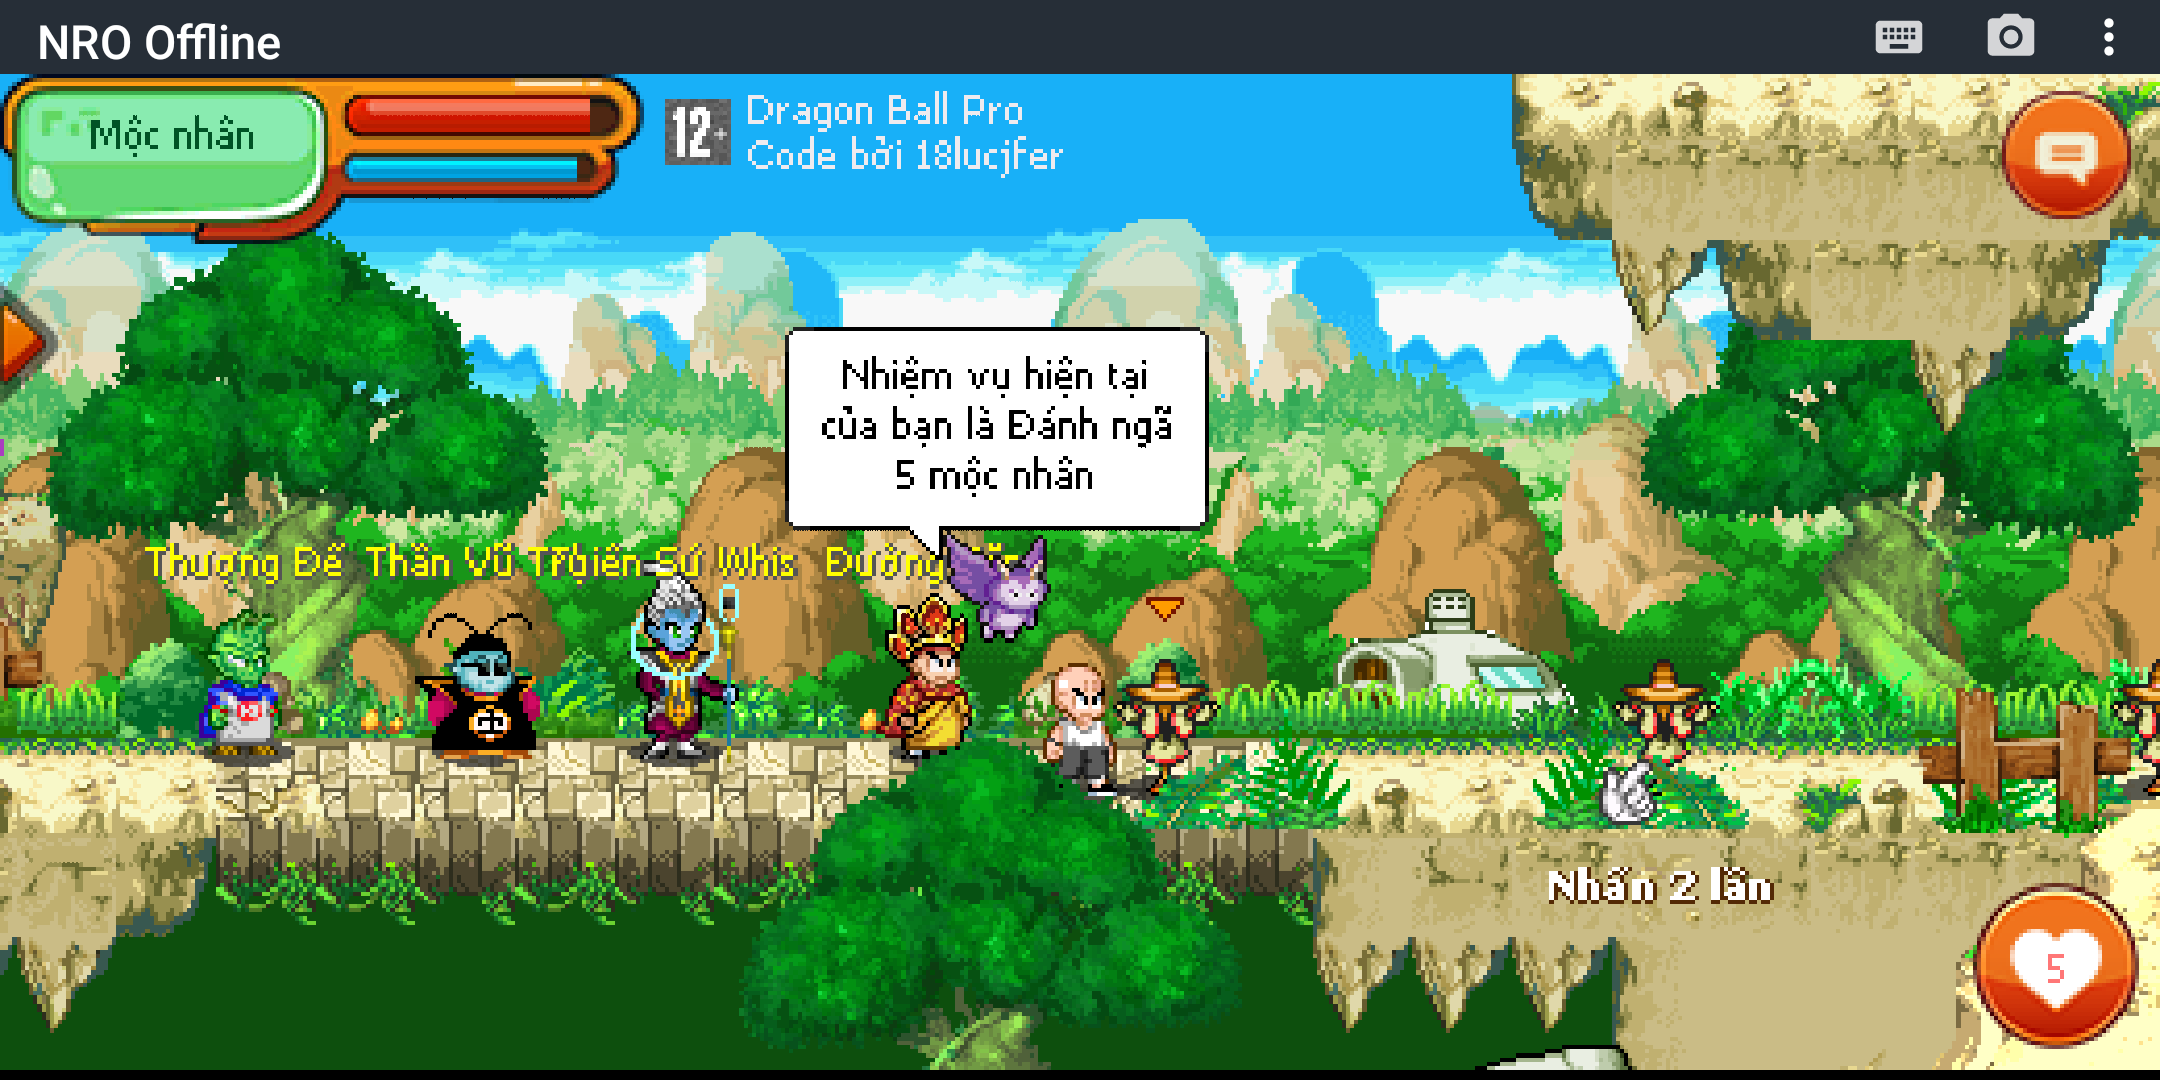 NRO Offline
Mộc nhân
12+
Dragon Ball Pro
Code bởi 18lucjfer
Nhiệm vụ hiện tại
của bạn là Đánh ngã
5 mộc nhân
Thượng Đế Thần Vũ Trụ Thiên Sứ Whis Đường
Nhấn 2 lần
5